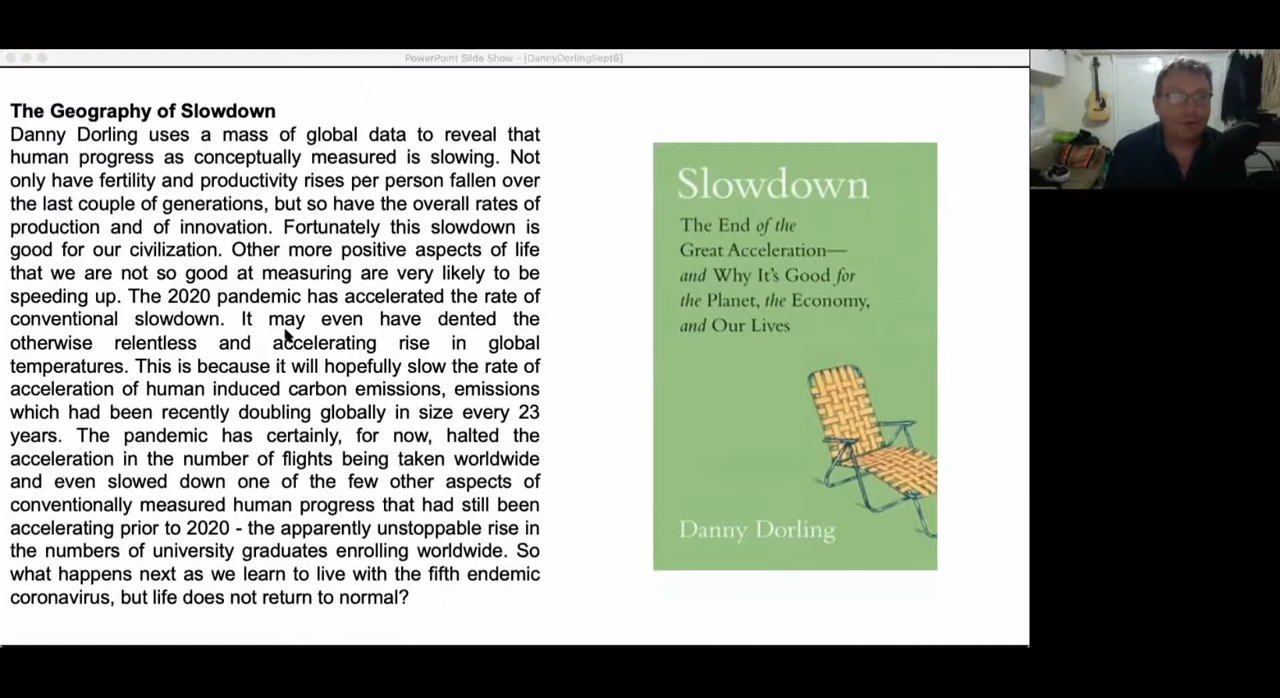 PowerPoint Slide Show - [DannyDorlingSept6]
The Geography of Slowdown
Danny Dorling uses a mass of global data to reveal that
human progress as conceptually measured is slowing. Not
only have fertility and productivity rises per person fallen over
the last couple of generations, but so have the overall rates of
production and of innovation. Fortunately this slowdown is
good for our civilization. Other more positive aspects of life
that we are not so good at measuring are very likely to be
speeding up. The 2020 pandemic has accelerated the rate of
conventional slowdown. It may even have dented the
otherwise relentless and accelerating rise in global
temperatures. This is because it will hopefully slow the rate of
acceleration of human induced carbon emissions, emissions
which had been recently doubling globally in size every 23
years. The pandemic has certainly, for now, halted the
acceleration in the number of flights being taken worldwide
and even slowed down one of the few other aspects of
conventionally measured human progress that had still been
accelerating prior to 2020 - the apparently unstoppable rise in
the numbers of university graduates enrolling worldwide. So
what happens next as we learn to live with the fifth endemic
coronavirus, but life does not return to normal?
Slowdown
The End of the
Great Acceleration—
and Why It's Good for
the Planet, the Economy,
and Our Lives
Danny Dorling